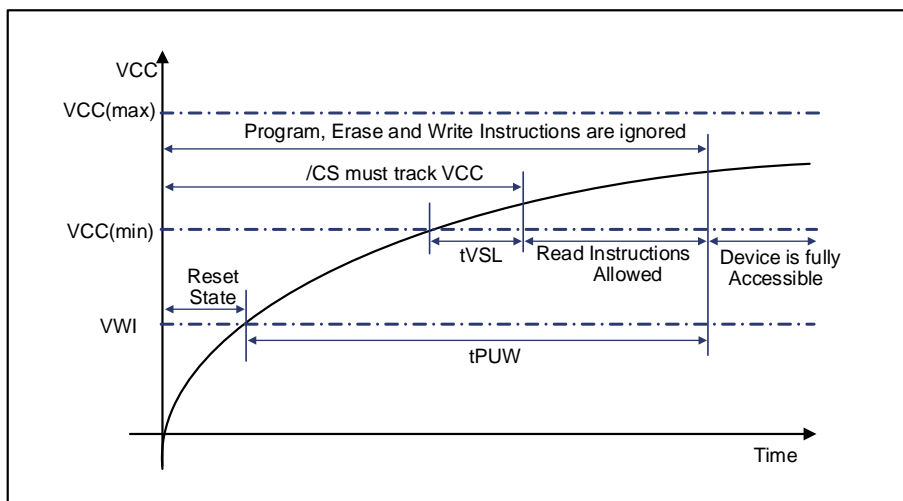 VCC
VCC(max)
Program, Erase and Write Instructions are ignored
/CS must track VCC
VCC(min)
tVSL
Read Instructions
Allowed
Device is fully
Accessible
Reset
State
VWI
tPUW
Time